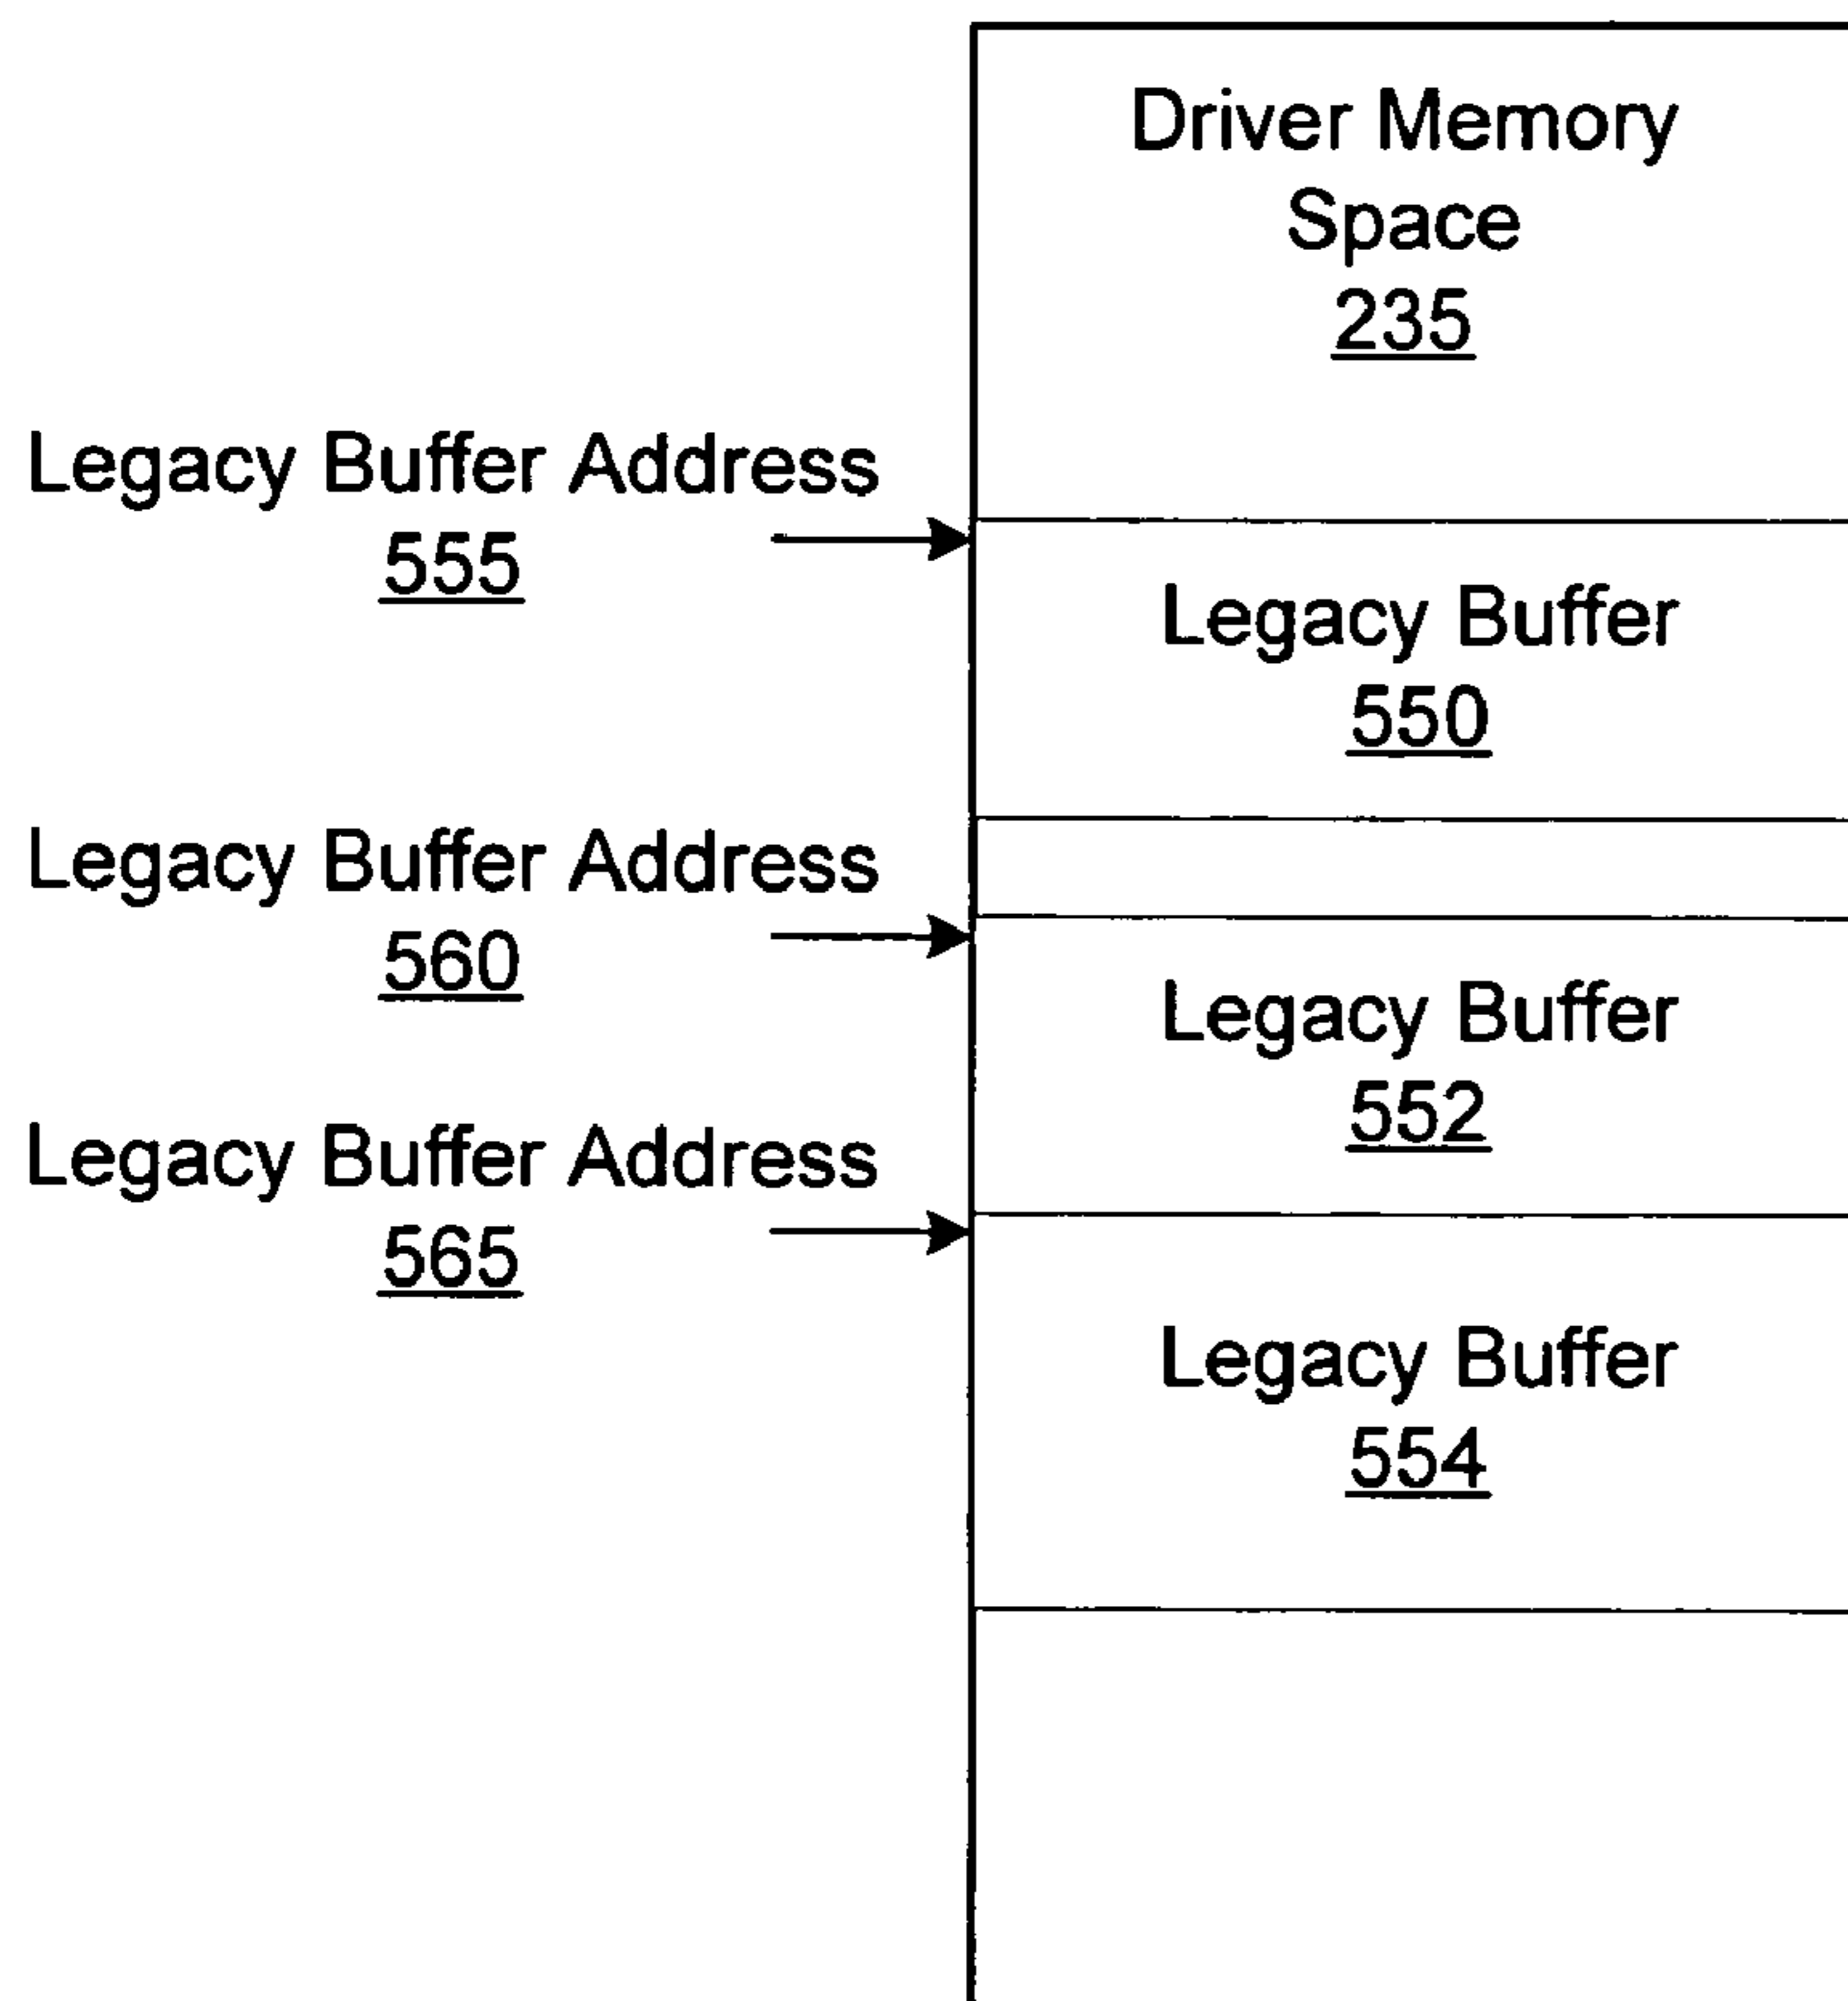 Driver Memory
Space
235
Legacy Buffer Address
555
Legacy Buffer
550
Legacy Buffer Address
560
Legacy Buffer
552
Legacy Buffer Address
565
Legacy Buffer
554